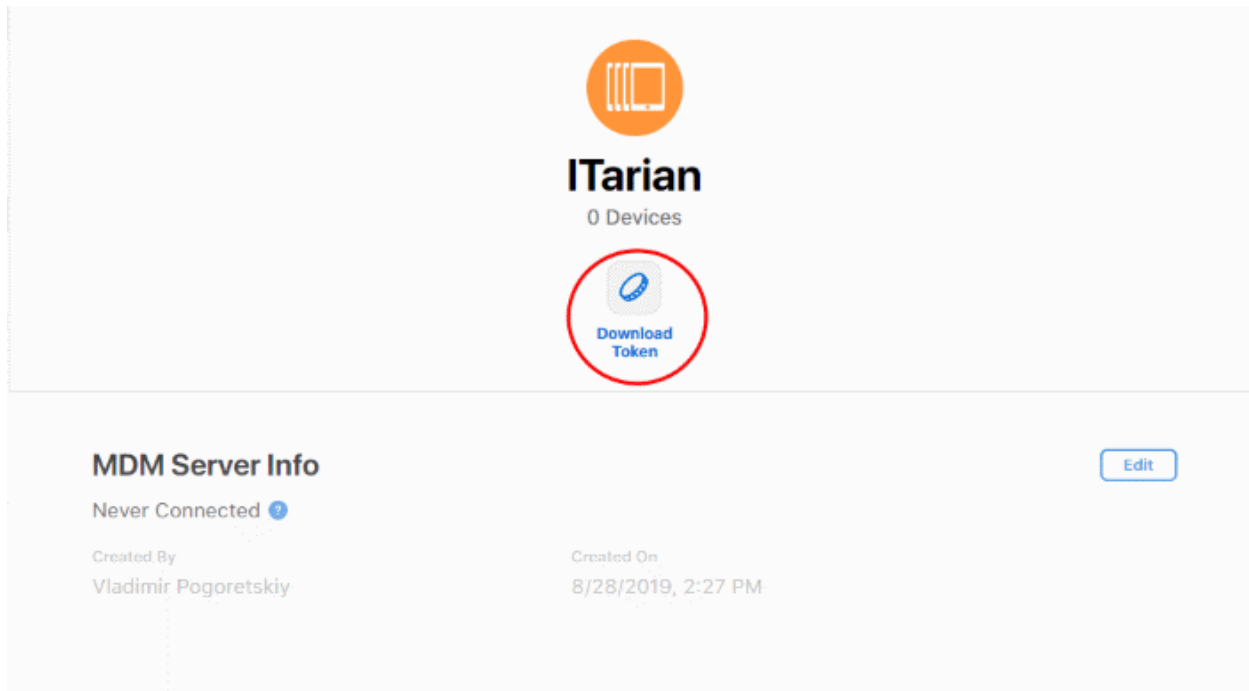 ITarian
0 Devices
Download
Token
MDM Server Info
Edit
Never Connected ?
Created By
Created On
Vladimir Pogoretskiy
8/28/2019, 2:27 PM